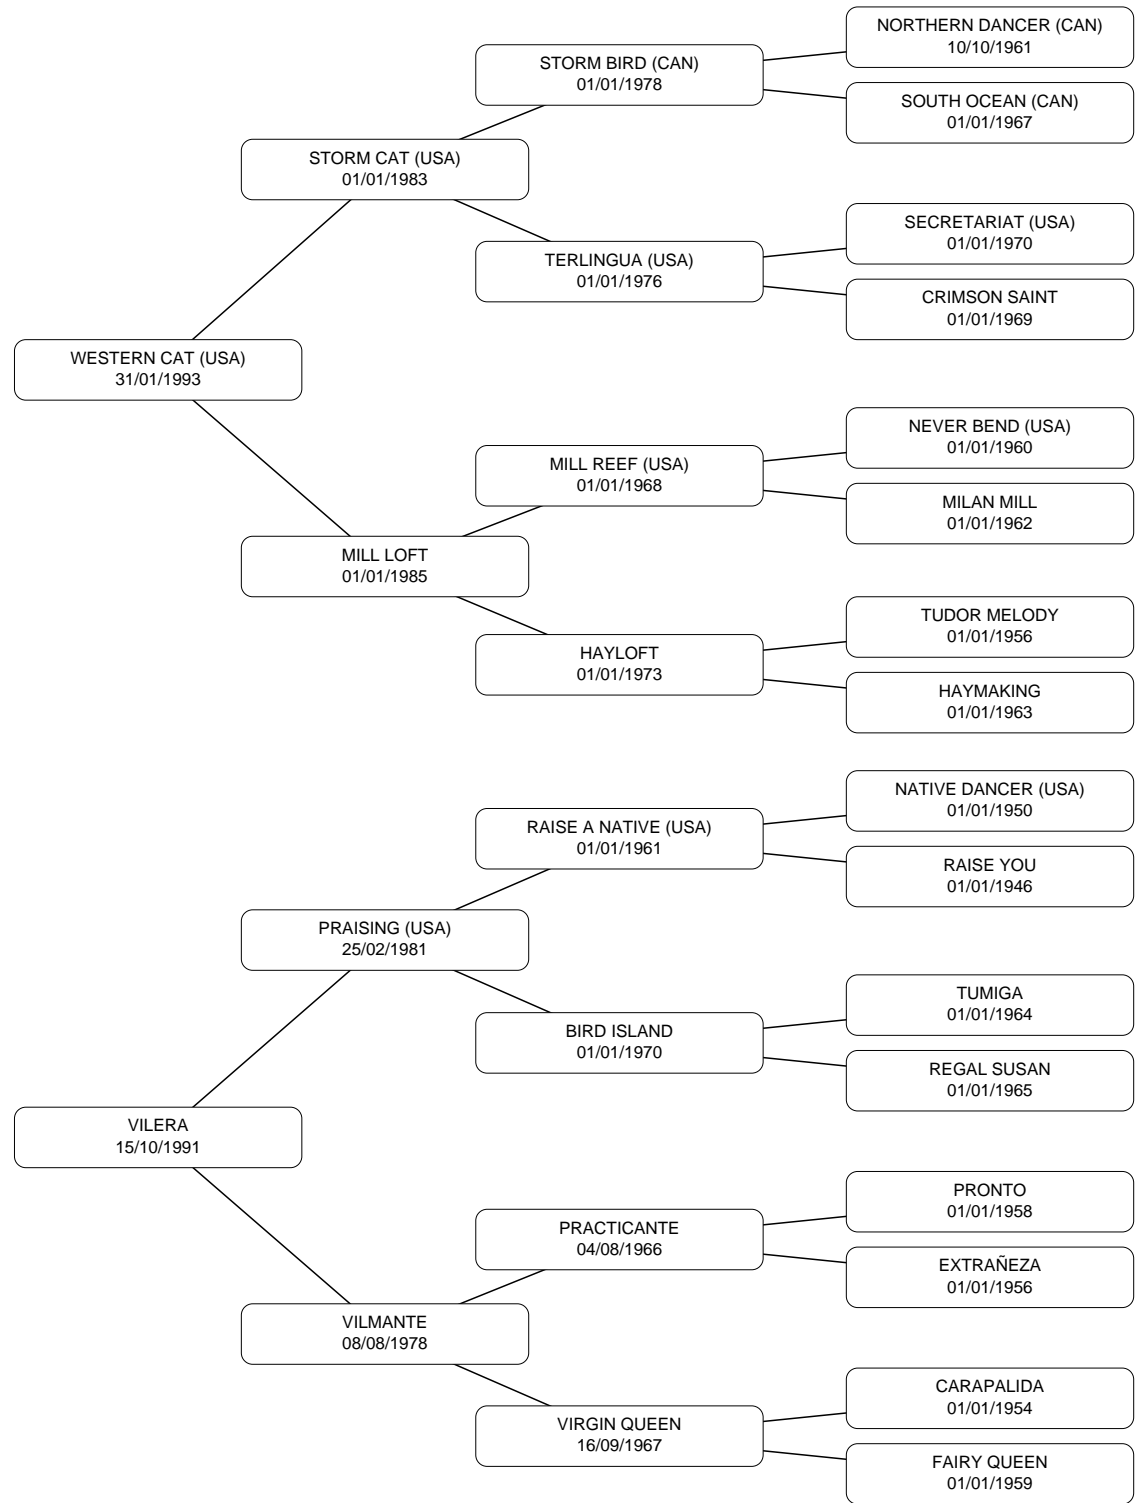 NORTHERN DANCER (CAN)
10/10/1961
STORM BIRD (CAN)
01/01/1978
SOUTH OCEAN (CAN)
01/01/1967
STORM CAT (USA)
01/01/1983
SECRETARIAT (USA)
01/01/1970
TERLINGUA (USA)
01/01/1976
CRIMSON SAINT
01/01/1969
WESTERN CAT (USA)
31/01/1993
NEVER BEND (USA)
01/01/1960
MILL REEF (USA)
01/01/1968
MILAN MILL
01/01/1962
MILL LOFT
01/01/1985
TUDOR MELODY
01/01/1956
HAYLOFT
01/01/1973
HAYMAKING
01/01/1963
NATIVE DANCER (USA)
01/01/1950
RAISE A NATIVE (USA)
01/01/1961
RAISE YOU
01/01/1946
PRAISING (USA)
25/02/1981
TUMIGA
01/01/1964
BIRD ISLAND
01/01/1970
REGAL SUSAN
01/01/1965
VILERA
15/10/1991
PRONTO
01/01/1958
PRACTICANTE
04/08/1966
EXTRAÑEZA
01/01/1956
VILMANTE
08/08/1978
CARAPALIDA
01/01/1954
VIRGIN QUEEN
16/09/1967
FAIRY QUEEN
01/01/1959